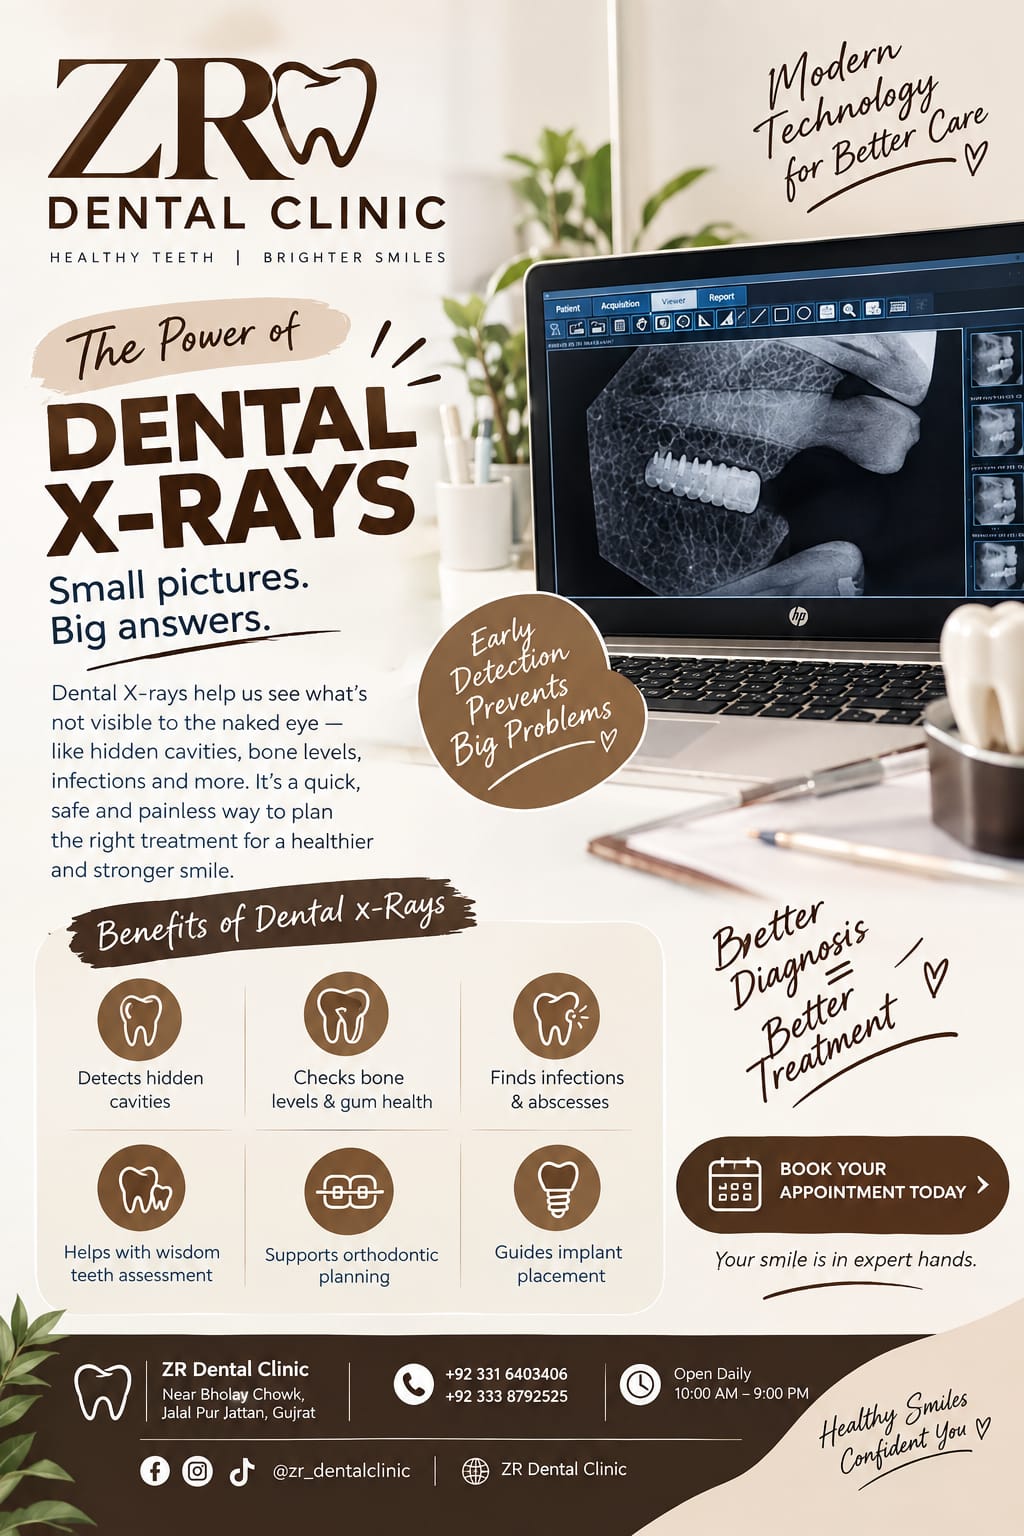 ZR
DENTAL CLINIC
HEALTHY TEETH | BRIGHTER SMILES
Modern
Technology
for Better Care
The Power of
DENTAL
X-RAYS
Small pictures.
Big answers.
Dental X-rays help us see what's
not visible to the naked eye —
like hidden cavities, bone levels,
infections and more. It's a quick,
safe and painless way to plan
the right treatment for a healthier
and stronger smile.
Patient
Acquisition
Viewer
Report
hp
Early
Detection
Prevents
Big Problems
Benefits of Dental x-Rays
Detects hidden
cavities
Checks bone
levels & gum health
Finds infections
& abscesses
Helps with wisdom
teeth assessment
Supports orthodontic
planning
Guides implant
placement
Bretter
Diagnosis
=
Better
Treatment
BOOK YOUR
APPOINTMENT TODAY
Your smile is in expert hands.
ZR Dental Clinic
Near Bholay Chowk,
Jalal Pur Jattan, Gujrat
+92 331 6403406
+92 333 8792525
Open Daily
10:00 AM – 9:00 PM
@zr_dentalclinic
ZR Dental Clinic
Healthy Smiles
Confident You